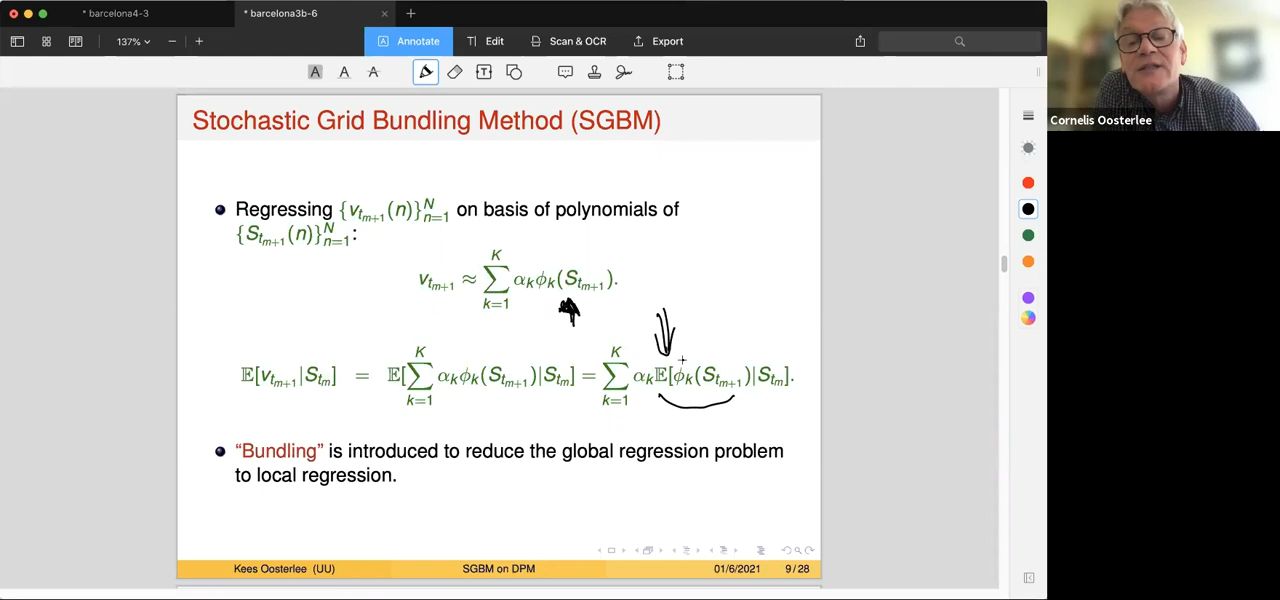 * barcelona4-3
* barcelona3b-6
137%
Annotate
Edit
Scan & OCR
Export
A A A T
Cornelis Oosterlee
Stochastic Grid Bundling Method (SGBM)
Regressing {v_{t_{m+1}}(n)}_{n=1}^N on basis of polynomials of
{S_{t_{m+1}}(n)}_{n=1}^N:
v_{t_{m+1}} ≈ ∑_{k=1}^K α_k ϕ_k(S_{t_{m+1}}).
𝔼[v_{t_{m+1}}|S_{t_m}] = 𝔼[∑_{k=1}^K α_k ϕ_k(S_{t_{m+1}})|S_{t_m}] = ∑_{k=1}^K α_k 𝔼[ϕ_k(S_{t_{m+1}})|S_{t_m}].
"Bundling" is introduced to reduce the global regression problem
to local regression.
Kees Oosterlee (UU) SGBM on DPM 01/6/2021 9 / 28